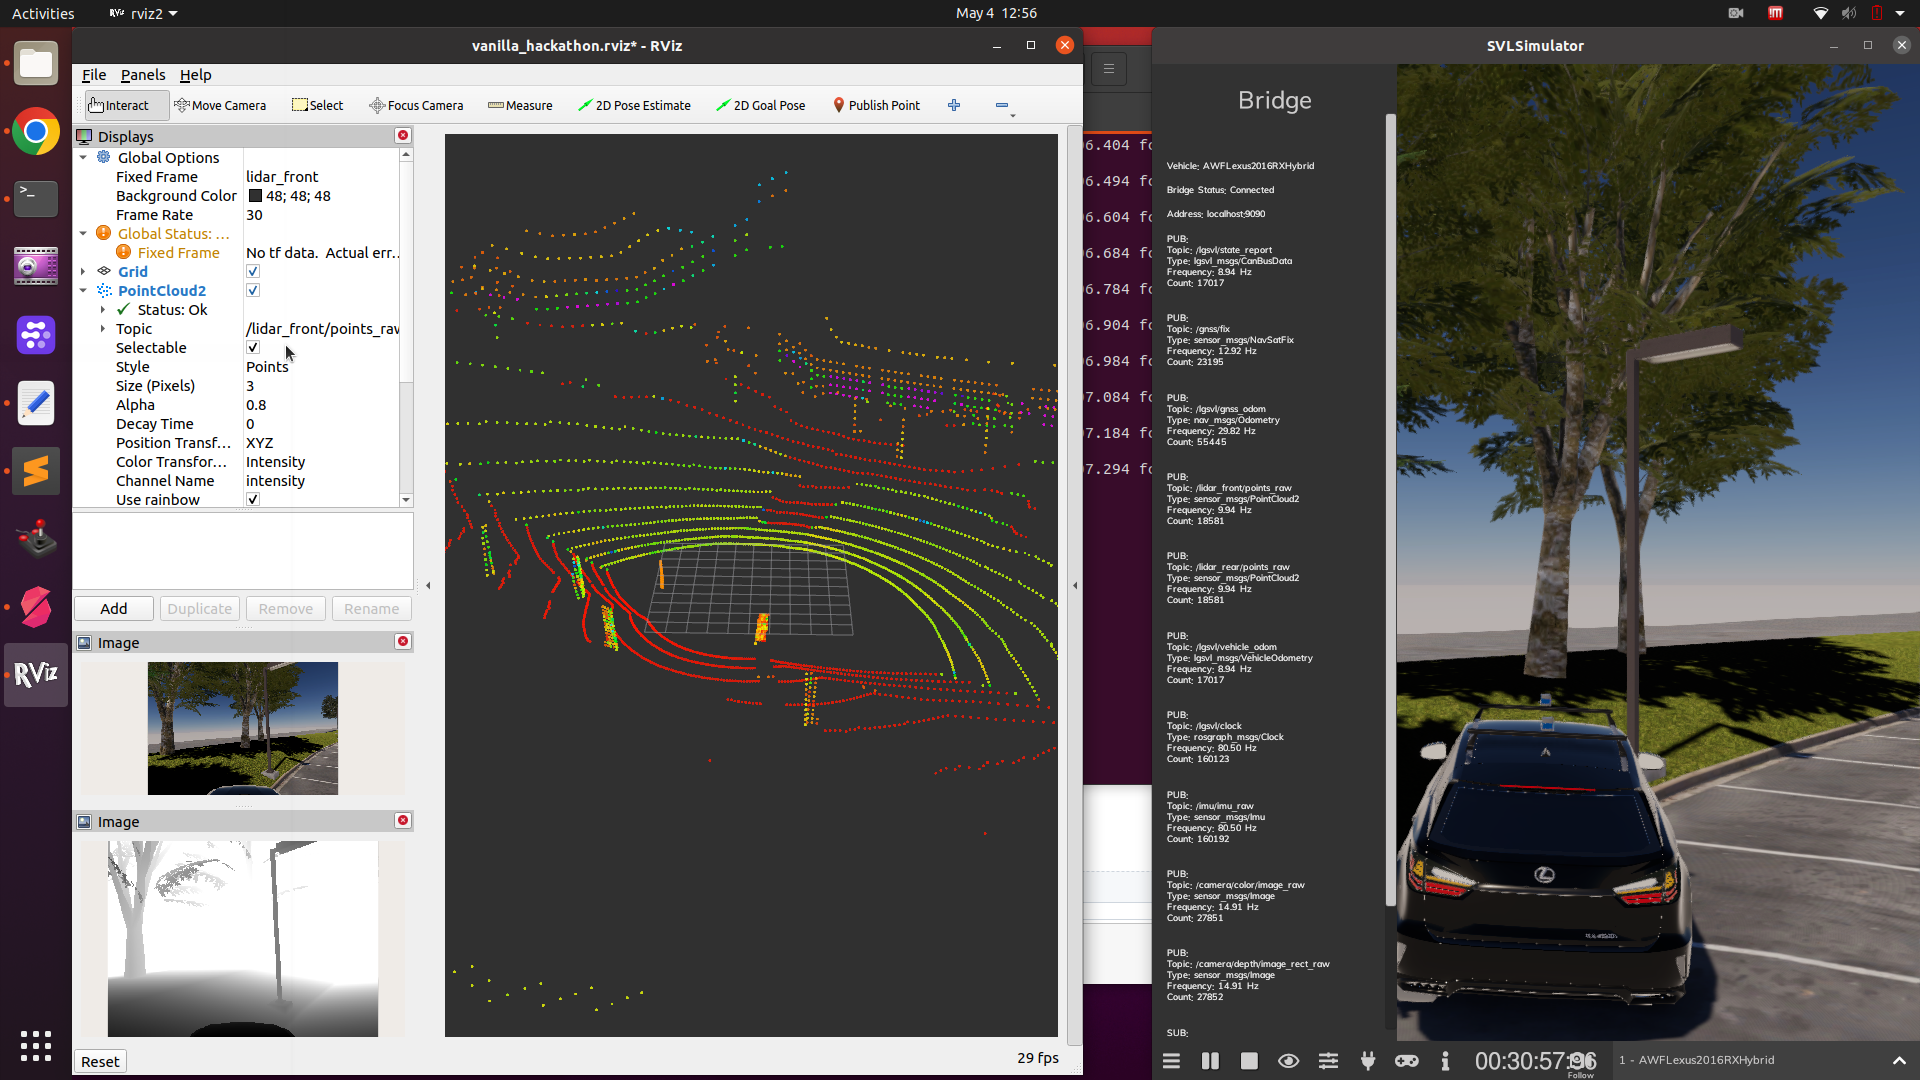 Activities
rviz2
May 4 12:56
vanilla_hackathon.rviz* - RViz
File Panels Help
Interact Move Camera Select Focus Camera Measure 2D Pose Estimate 2D Goal Pose Publish Point
Displays
Global Options
Fixed Frame lidar_front
Background Color 48; 48; 48
Frame Rate 30
Global Status: ...
Fixed Frame No tf data. Actual err...
Grid
PointCloud2
Status: Ok
Topic /lidar_front/points_raw
Selectable
Style Points
Size (Pixels) 3
Alpha 0.8
Decay Time 0
Position Transf... XYZ
Color Transfor... Intensity
Channel Name intensity
Use rainbow
Add Duplicate Remove Rename
Image
Image
RViz
Reset
29 fps
6.404 fo
6.494 fo
6.604 fo
6.684 fo
6.784 fo
6.904 fo
6.984 fo
7.084 fo
7.184 fo
7.294 fo
SVLSimulator
Bridge
Vehicle: AWFLexus2016RXHybrid
Bridge Status: Connected
Address: localhost:9090
PUB:
Topic: /lgsvl/state_report
Type: lgsvl_msgs/CanBusData
Frequency: 8.94 Hz
Count: 17017
PUB:
Topic: /gnss/fix
Type: sensor_msgs/NavSatFix
Frequency: 12.92 Hz
Count: 23195
PUB:
Topic: /lgsvl/gnss_odom
Type: nav_msgs/Odometry
Frequency: 29.82 Hz
Count: 55445
PUB:
Topic: /lidar_front/points_raw
Type: sensor_msgs/PointCloud2
Frequency: 9.94 Hz
Count: 18581
PUB:
Topic: /lidar_rear/points_raw
Type: sensor_msgs/PointCloud2
Frequency: 9.94 Hz
Count: 18581
PUB:
Topic: /lgsvl/vehicle_odom
Type: lgsvl_msgs/VehicleOdometry
Frequency: 8.94 Hz
Count: 17017
PUB:
Topic: /lgsvl/clock
Type: rosgraph_msgs/Clock
Frequency: 80.50 Hz
Count: 160123
PUB:
Topic: /imu/imu_raw
Type: sensor_msgs/Imu
Frequency: 80.50 Hz
Count: 160192
PUB:
Topic: /camera/color/image_raw
Type: sensor_msgs/Image
Frequency: 14.91 Hz
Count: 27851
PUB:
Topic: /camera/depth/image_rect_raw
Type: sensor_msgs/Image
Frequency: 14.91 Hz
Count: 27852
SUB:
Follow
1 - AWFLexus2016RXHybrid